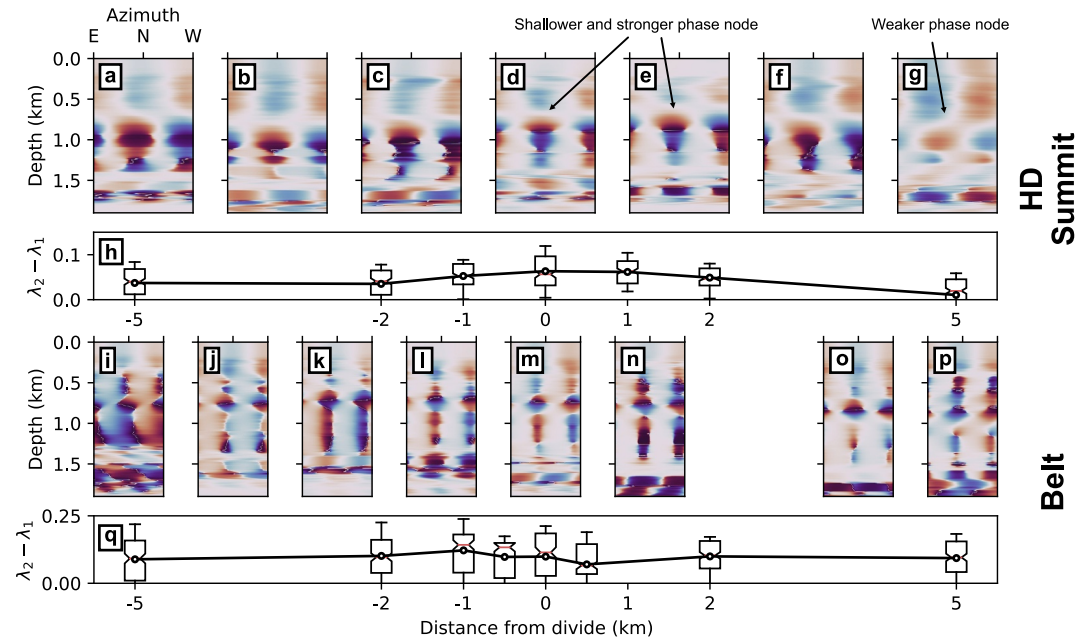 Azimuth
E N W
Shallower and stronger phase node
Weaker phase node
a b c d e f g
Depth (km)
0.0
0.5
1.0
1.5
HD
Summit
h
λ2 − λ1
0.1
0.0
-5 -2 -1 0 1 2 5
i j k l m n o p
Depth (km)
0.0
0.5
1.0
1.5
Belt
q
λ2 − λ1
0.25
0.00
-5 -2 -1 0 1 2 5
Distance from divide (km)